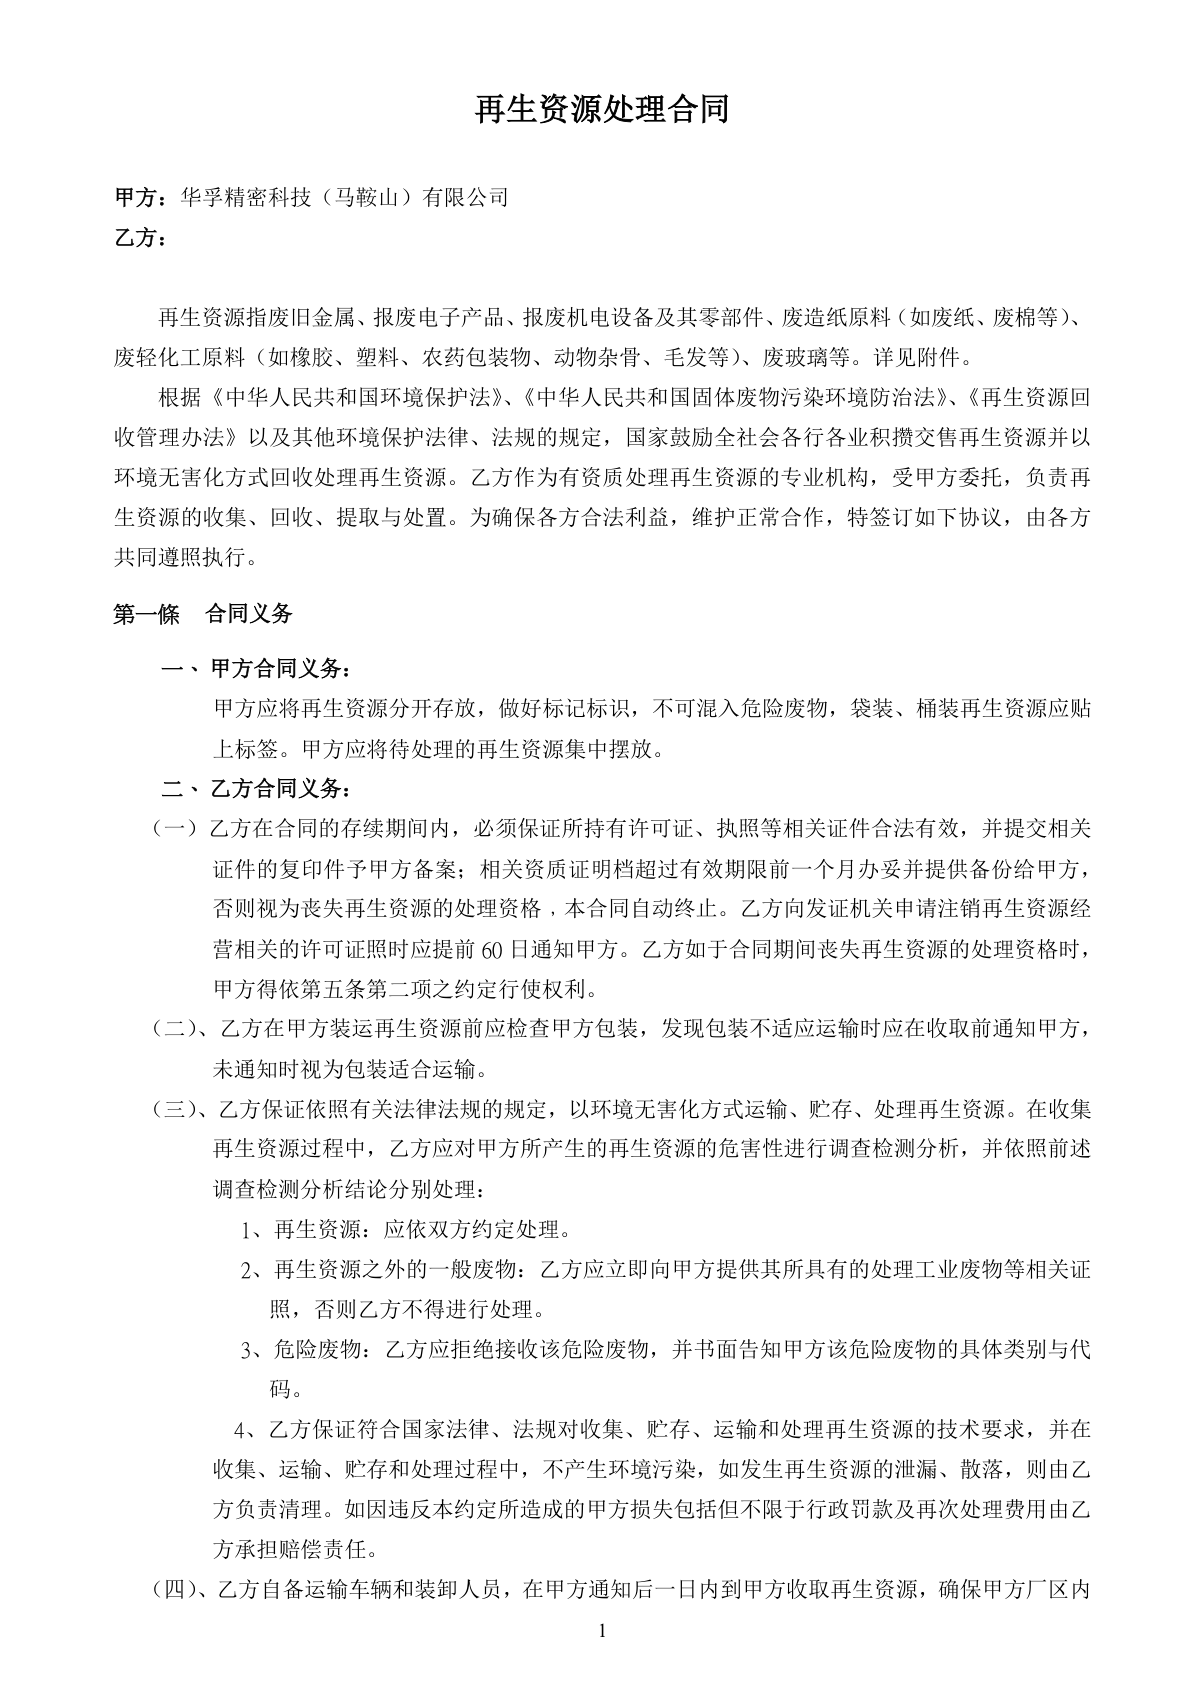 再生资源处理合同
甲方：华孚精密科技（马鞍山）有限公司
乙方：
再生资源指废旧金属、报废电子产品、报废机电设备及其零部件、废造纸原料（如废纸、废棉等）、
废轻化工原料（如橡胶、塑料、农药包装物、动物杂骨、毛发等）、废玻璃等。详见附件。
根据《中华人民共和国环境保护法》、《中华人民共和国固体废物污染环境防治法》、《再生资源回
收管理办法》以及其他环境保护法律、法规的规定，国家鼓励全社会各行各业积攒交售再生资源并以
环境无害化方式回收处理再生资源。乙方作为有资质处理再生资源的专业机构，受甲方委托，负责再
生资源的收集、回收、提取与处置。为确保各方合法利益，维护正常合作，特签订如下协议，由各方
共同遵照执行。
第一條 合同义务
一、甲方合同义务：
甲方应将再生资源分开存放，做好标记标识，不可混入危险废物，袋装、桶装再生资源应贴
上标签。甲方应将待处理的再生资源集中摆放。
二、乙方合同义务：
（一）乙方在合同的存续期间内，必须保证所持有许可证、执照等相关证件合法有效，并提交相关
证件的复印件予甲方备案；相关资质证明档超过有效期限前一个月办妥并提供备份给甲方，
否则视为丧失再生资源的处理资格，本合同自动终止。乙方向发证机关申请注销再生资源经
营相关的许可证照时应提前 60 日通知甲方。乙方如于合同期间丧失再生资源的处理资格时，
甲方得依第五条第二项之约定行使权利。
（二）、乙方在甲方装运再生资源前应检查甲方包装，发现包装不适应运输时应在收取前通知甲方，
未通知时视为包装适合运输。
（三）、乙方保证依照有关法律法规的规定，以环境无害化方式运输、贮存、处理再生资源。在收集
再生资源过程中，乙方应对甲方所产生的再生资源的危害性进行调查检测分析，并依照前述
调查检测分析结论分别处理：
1、再生资源：应依双方约定处理。
2、再生资源之外的一般废物：乙方应立即向甲方提供其所具有的处理工业废物等相关证
照，否则乙方不得进行处理。
3、危险废物：乙方应拒绝接收该危险废物，并书面告知甲方该危险废物的具体类别与代
码。
4、乙方保证符合国家法律、法规对收集、贮存、运输和处理再生资源的技术要求，并在
收集、运输、贮存和处理过程中，不产生环境污染，如发生再生资源的泄漏、散落，则由乙
方负责清理。如因违反本约定所造成的甲方损失包括但不限于行政罚款及再次处理费用由乙
方承担赔偿责任。
（四）、乙方自备运输车辆和装卸人员，在甲方通知后一日内到甲方收取再生资源，确保甲方厂区内
1